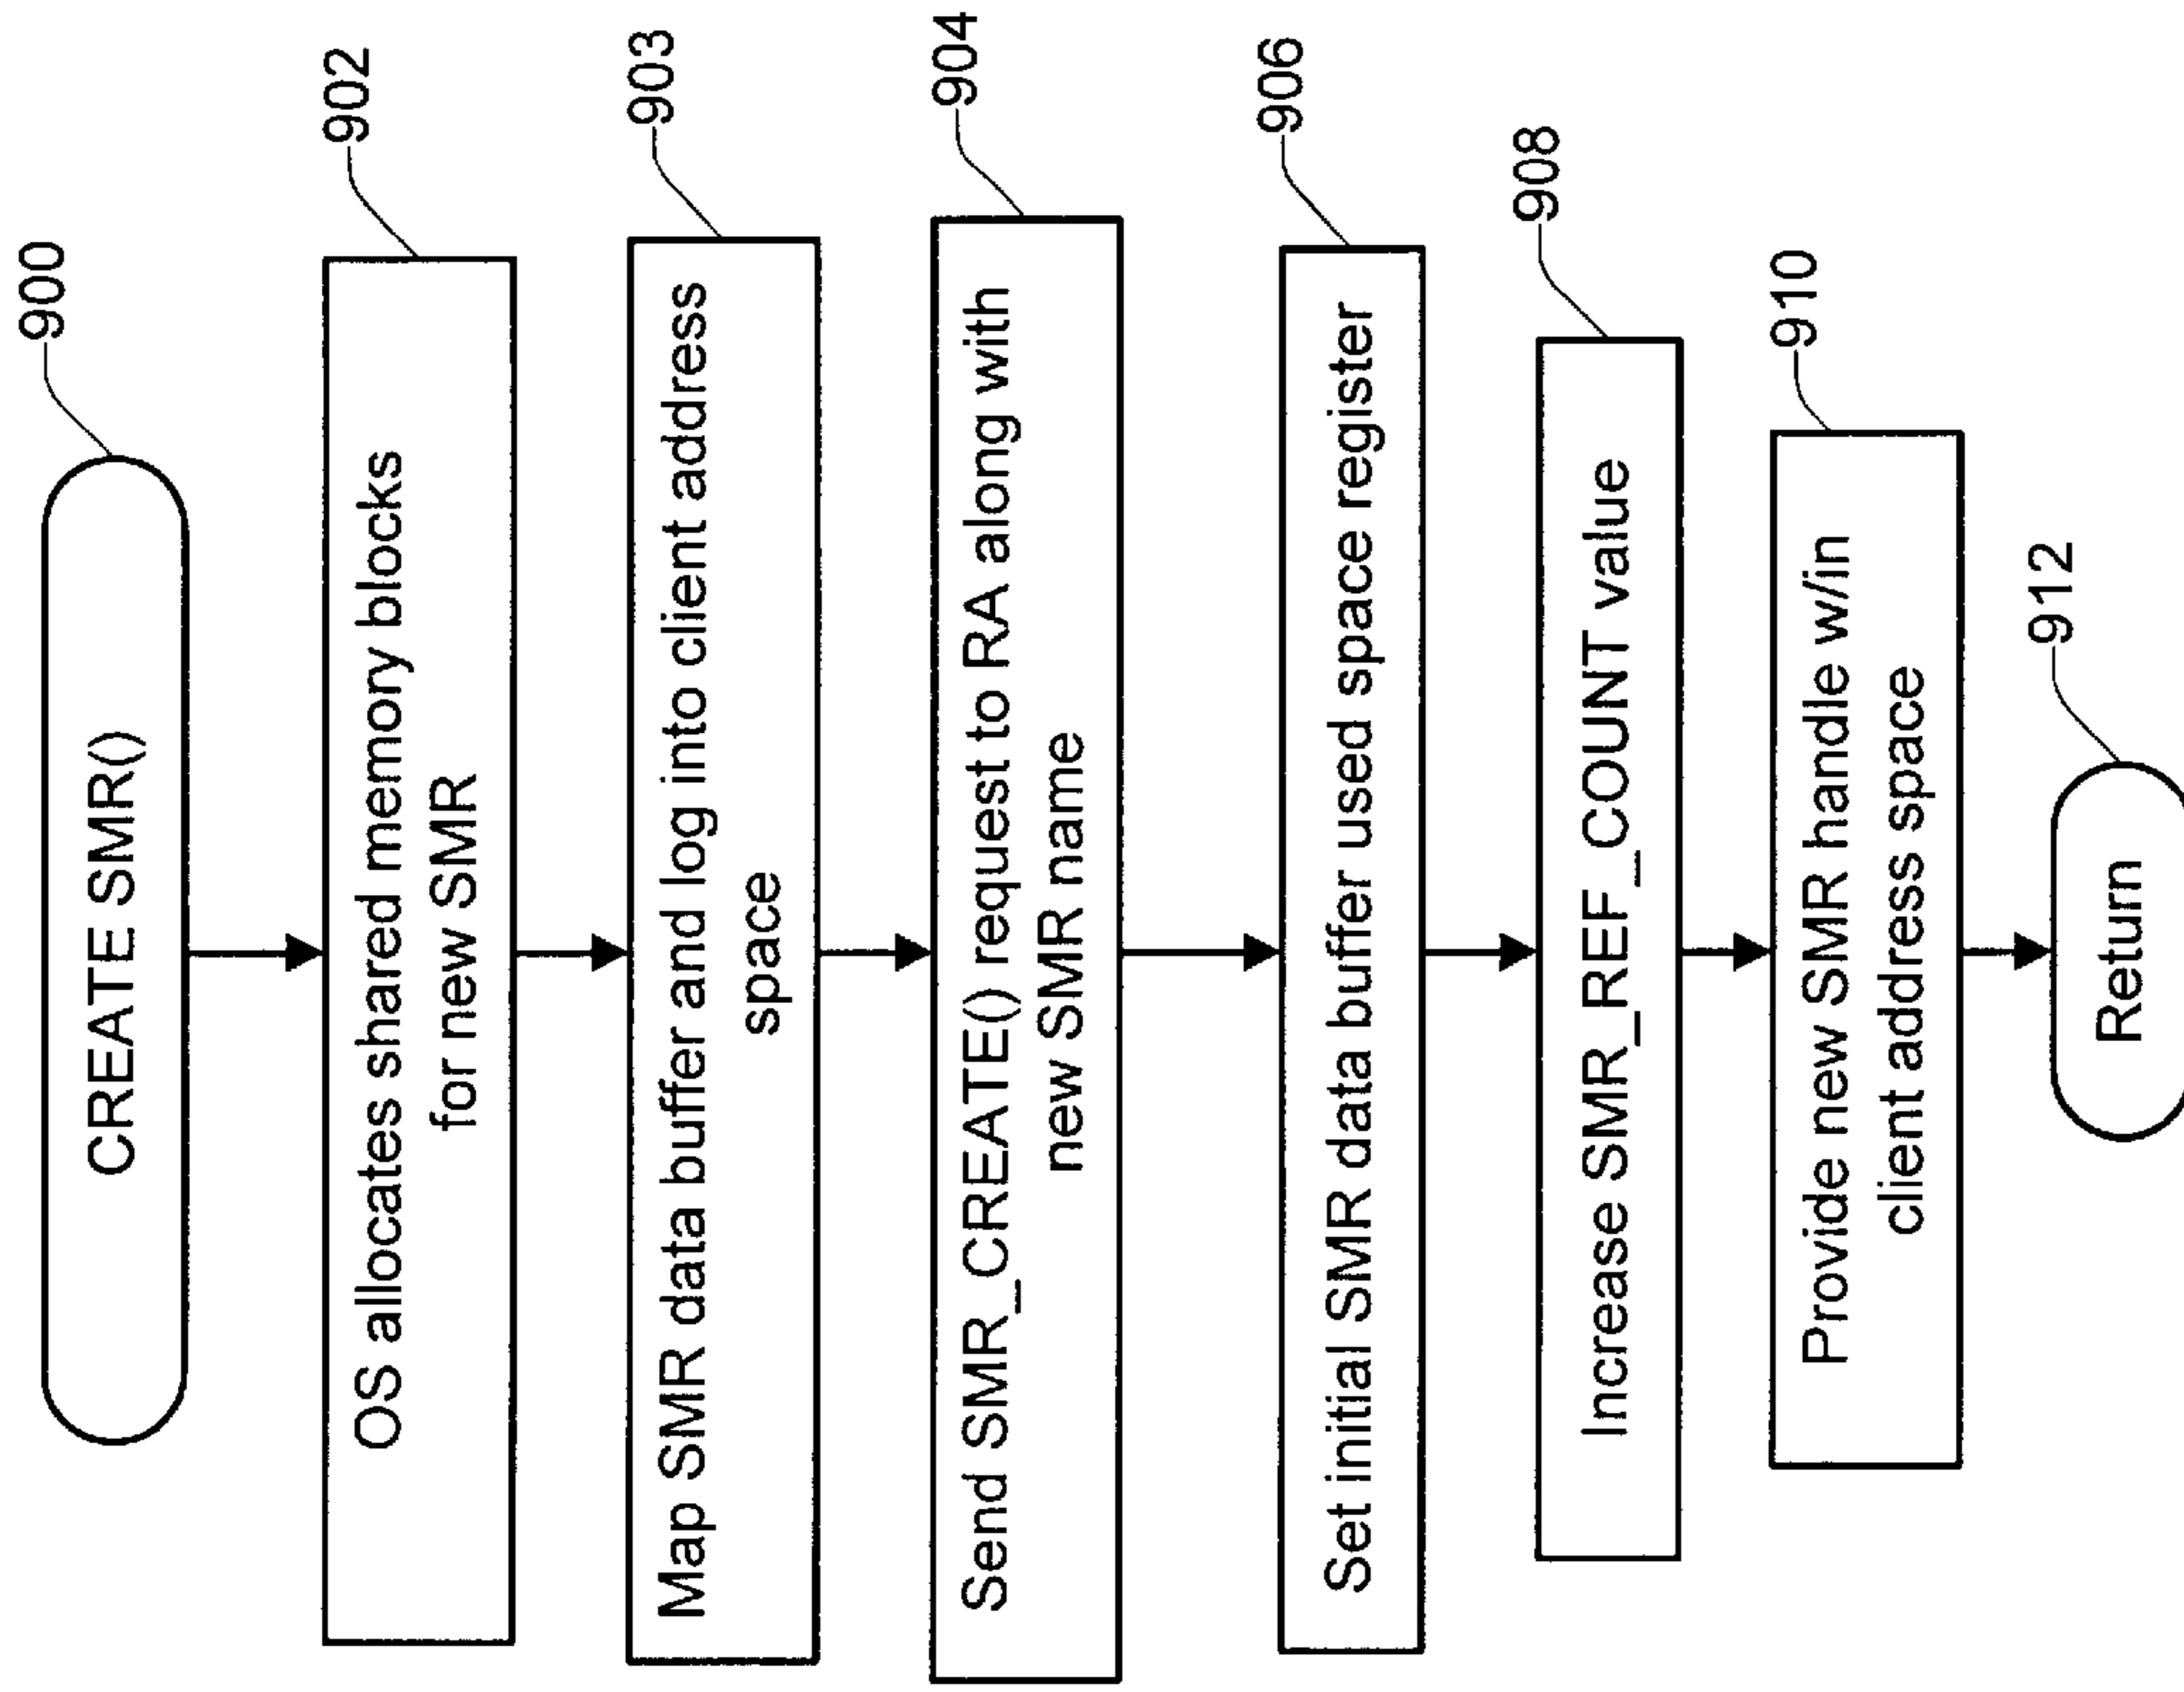 CREATE SMR()
900
OS allocates shared memory blocks
for new SMR
902
Map SMR data buffer and log into client address
space
903
Send SMR_CREATE() request to RA along with
new SMR name
904
Set initial SMR data buffer used space register
906
Increase SMR_REF_COUNT value
908
Provide new SMR handle w/in
client address space
910
Return
912